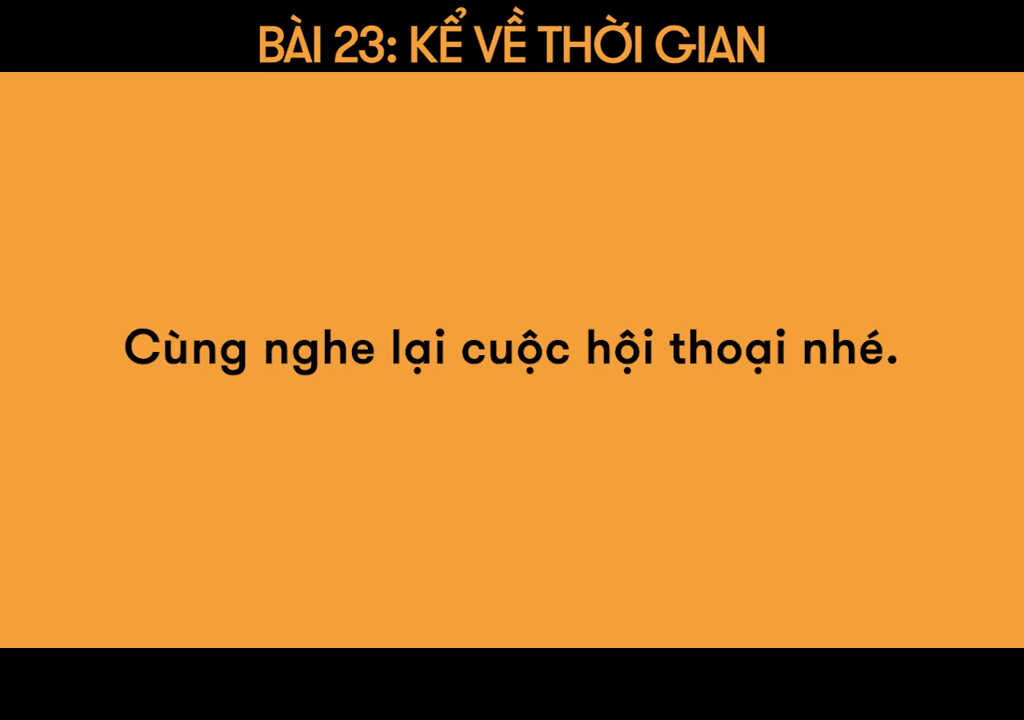 BÀI 23: KỂ VỀ THỜI GIAN
Cùng nghe lại cuộc hội thoại nhé.